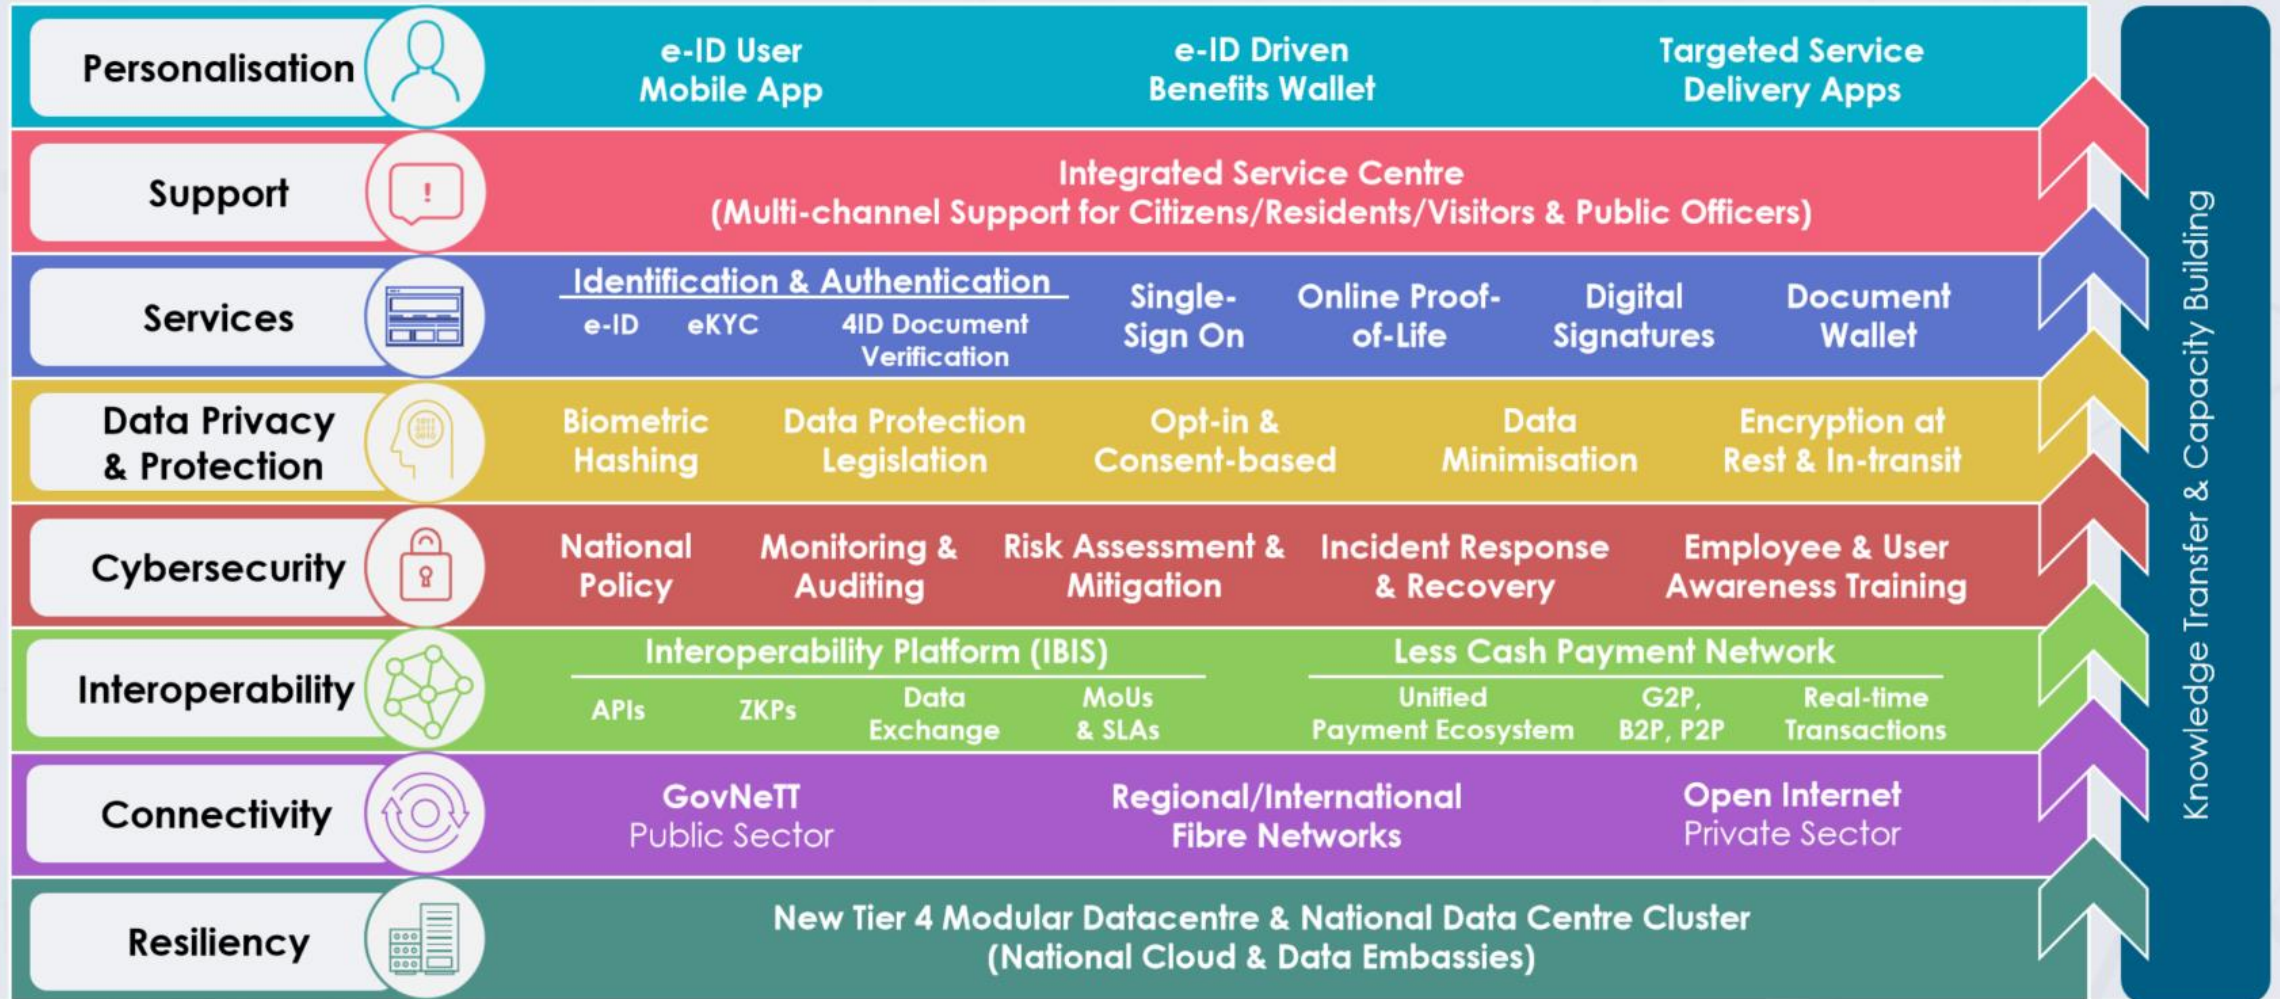 Personalisation
e-ID User
Mobile App
e-ID Driven
Benefits Wallet
Targeted Service
Delivery Apps
Support
!
Integrated Service Centre
(Multi-channel Support for Citizens/Residents/Visitors & Public Officers)
Services
Identification & Authentication
e-ID
eKYC
4ID Document
Verification
Single-
Sign On
Online Proof-
of-Life
Digital
Signatures
Document
Wallet
Data Privacy
& Protection
Biometric
Hashing
Data Protection
Legislation
Opt-in &
Consent-based
Data
Minimisation
Encryption at
Rest & In-transit
Cybersecurity
National
Policy
Monitoring &
Auditing
Risk Assessment &
Mitigation
Incident Response
& Recovery
Employee & User
Awareness Training
Interoperability
Interoperability Platform (IBIS)
APIs
ZKPs
Data
Exchange
MoUs
& SLAs
Less Cash Payment Network
Unified
Payment Ecosystem
G2P,
B2P, P2P
Real-time
Transactions
Connectivity
GovNeTT
Public Sector
Regional/International
Fibre Networks
Open Internet
Private Sector
Resiliency
New Tier 4 Modular Datacentre & National Data Centre Cluster
(National Cloud & Data Embassies)
Knowledge Transfer & Capacity Building